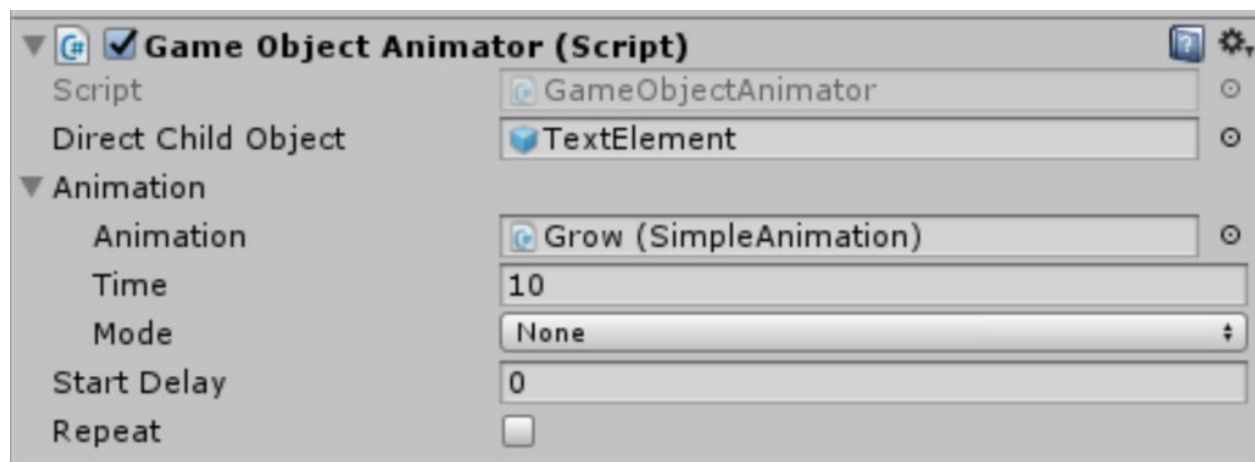 Game Object Animator (Script)
Script GameObjectAnimator
Direct Child Object TextElement
Animation
Animation Grow (SimpleAnimation)
Time 10
Mode None
Start Delay 0
Repeat